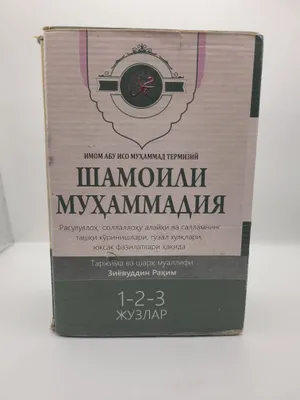 ИМОМ АБУ ИСО МУҲАММАД ТЕРМИЗИЙ
ШАМОИЛИ
МУҲАММАДИЯ
Расулуллоҳ, соллаллоҳу алайҳи ва салламнинг
ташқи кўринишлари, гўзал хулқлари,
юксак фазилатлари ҳақида
Таржима ва шарҳ муаллифи
Зиёвуддин Раҳим
1-2-3
ЖУЗЛАР